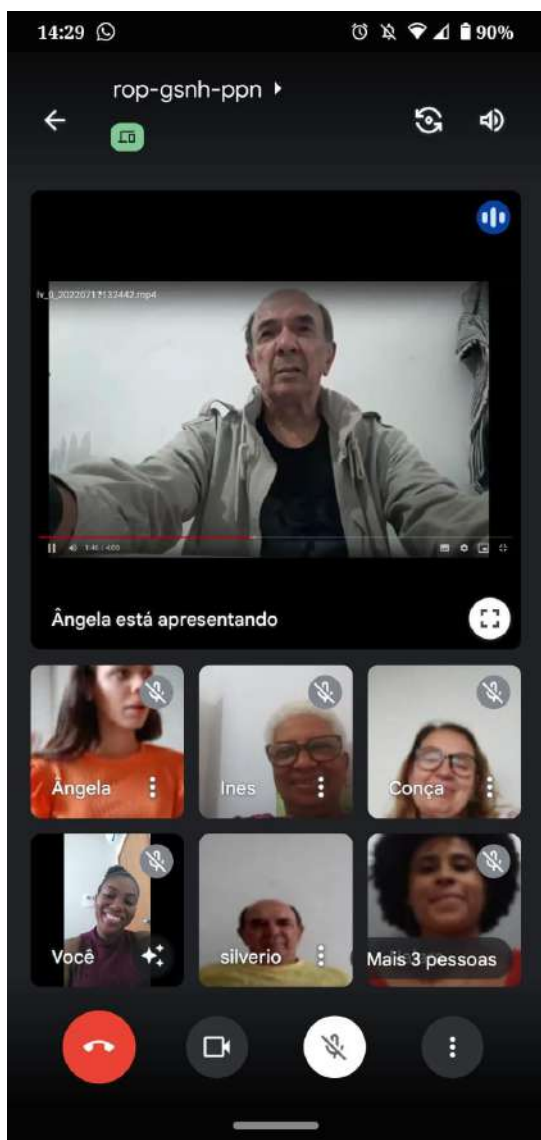 14:29
90%
rop-gsnh-ppn
Ângela está apresentando
Ângela
Ines
Conça
Você
silverio
Mais 3 pessoas